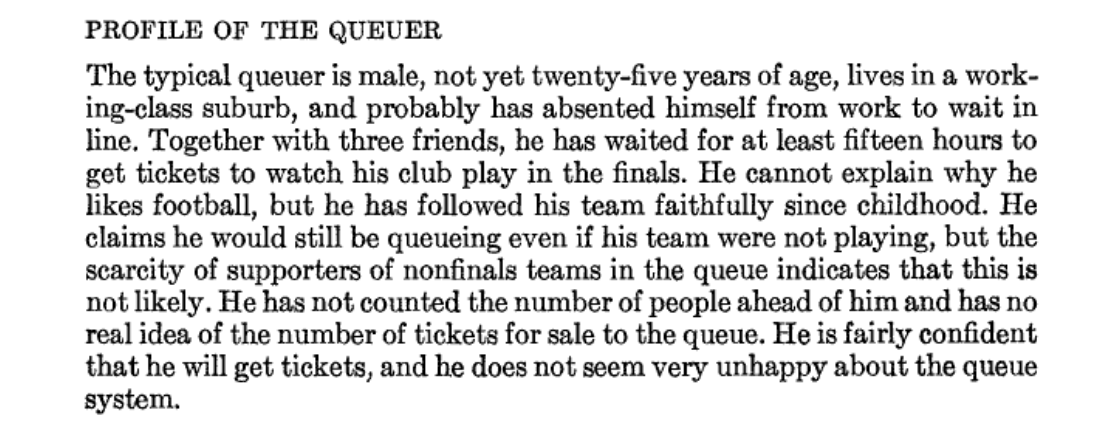 PROFILE OF THE QUEUER
The typical queuer is male, not yet twenty-five years of age, lives in a work-
ing-class suburb, and probably has absented himself from work to wait in
line. Together with three friends, he has waited for at least fifteen hours to
get tickets to watch his club play in the finals. He cannot explain why he
likes football, but he has followed his team faithfully since childhood. He
claims he would still be queueing even if his team were not playing, but the
scarcity of supporters of nonfinals teams in the queue indicates that this is
not likely. He has not counted the number of people ahead of him and has no
real idea of the number of tickets for sale to the queue. He is fairly confident
that he will get tickets, and he does not seem very unhappy about the queue
system.